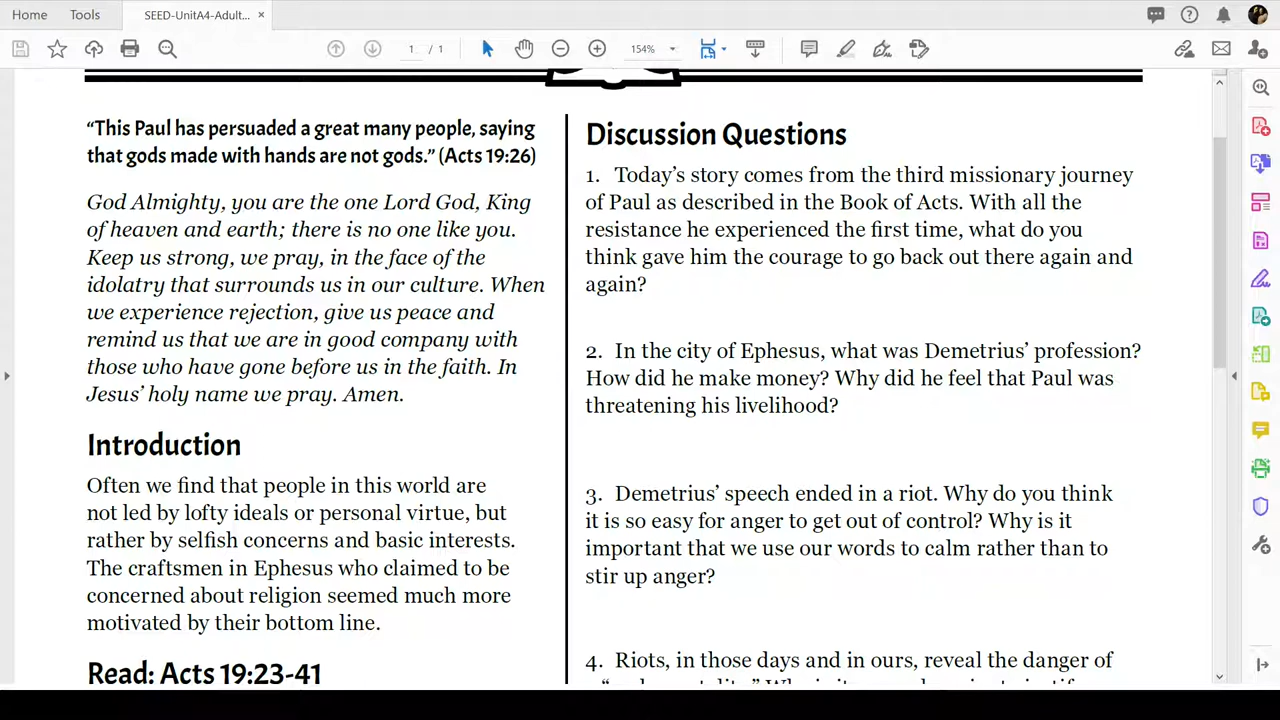 Home
Tools
SEED-UnitA4-Adult... ×
1 / 1
154%
“This Paul has persuaded a great many people, saying
that gods made with hands are not gods.” (Acts 19:26)
God Almighty, you are the one Lord God, King
of heaven and earth; there is no one like you.
Keep us strong, we pray, in the face of the
idolatry that surrounds us in our culture. When
we experience rejection, give us peace and
remind us that we are in good company with
those who have gone before us in the faith. In
Jesus’ holy name we pray. Amen.
Introduction
Often we find that people in this world are
not led by lofty ideals or personal virtue, but
rather by selfish concerns and basic interests.
The craftsmen in Ephesus who claimed to be
concerned about religion seemed much more
motivated by their bottom line.
Read: Acts 19:23-41
Discussion Questions
1. Today’s story comes from the third missionary journey
of Paul as described in the Book of Acts. With all the
resistance he experienced the first time, what do you
think gave him the courage to go back out there again and
again?
2. In the city of Ephesus, what was Demetrius’ profession?
How did he make money? Why did he feel that Paul was
threatening his livelihood?
3. Demetrius’ speech ended in a riot. Why do you think
it is so easy for anger to get out of control? Why is it
important that we use our words to calm rather than to
stir up anger?
4. Riots, in those days and in ours, reveal the danger of